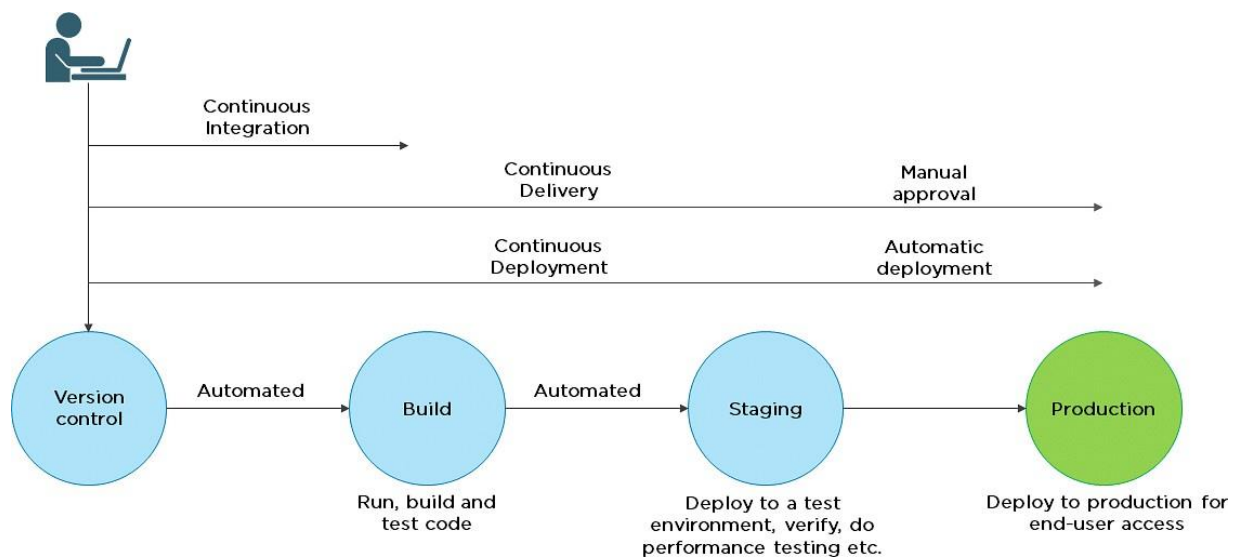 Continuous
Integration
Continuous
Delivery
Manual
approval
Continuous
Deployment
Automatic
deployment
Version
control
Automated
Build
Automated
Staging
Production
Run, build and
test code
Deploy to a test
environment, verify, do
performance testing etc.
Deploy to production for
end-user access